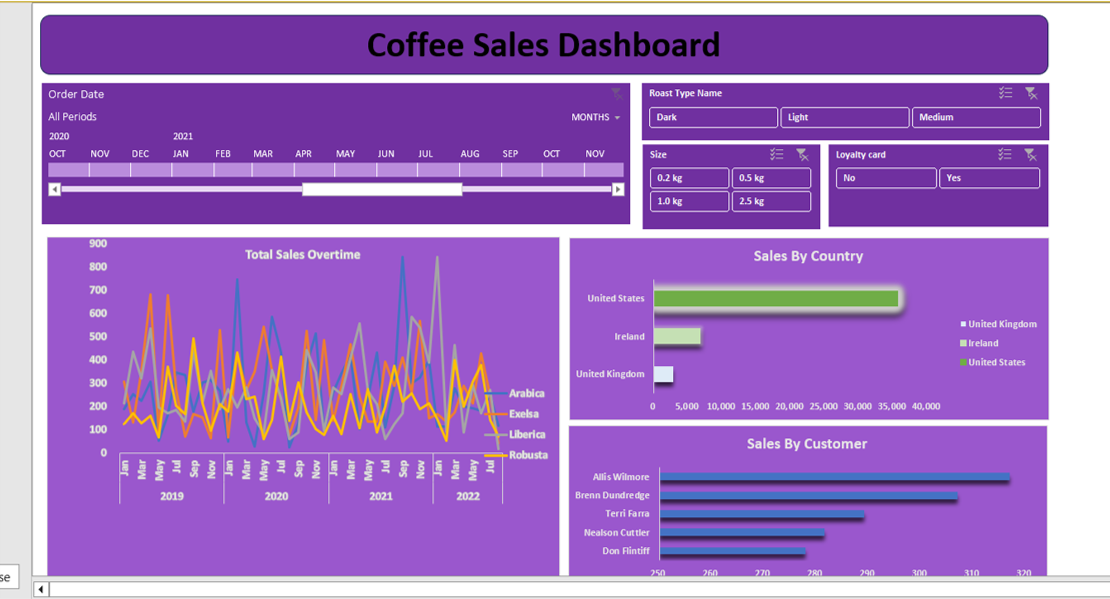 Coffee Sales Dashboard
Order Date
All Periods
MONTHS
2020 2021
OCT NOV DEC JAN FEB MAR APR MAY JUN JUL AUG SEP OCT NOV
Roast Type Name
Dark Light Medium
Size
0.2 kg 0.5 kg
1.0 kg 2.5 kg
Loyalty card
No Yes
Total Sales Overtime
900
800
700
600
500
400
300
200
100
0
Jan Mar May Jul Sep Nov Jan Mar May Jul Sep Nov Jan Mar May Jul Sep Nov Jan Mar May Jul
2019 2020 2021 2022
Arabica
Exelsa
Liberica
Robusta
Sales By Country
United States
Ireland
United Kingdom
0 5,000 10,000 15,000 20,000 25,000 30,000 35,000 40,000
United Kingdom
Ireland
United States
Sales By Customer
Allis Wilmore
Brenn Dundredge
Terri Farra
Nealson Cuttler
Don Flintiff
250 260 270 280 290 300 310 320
se